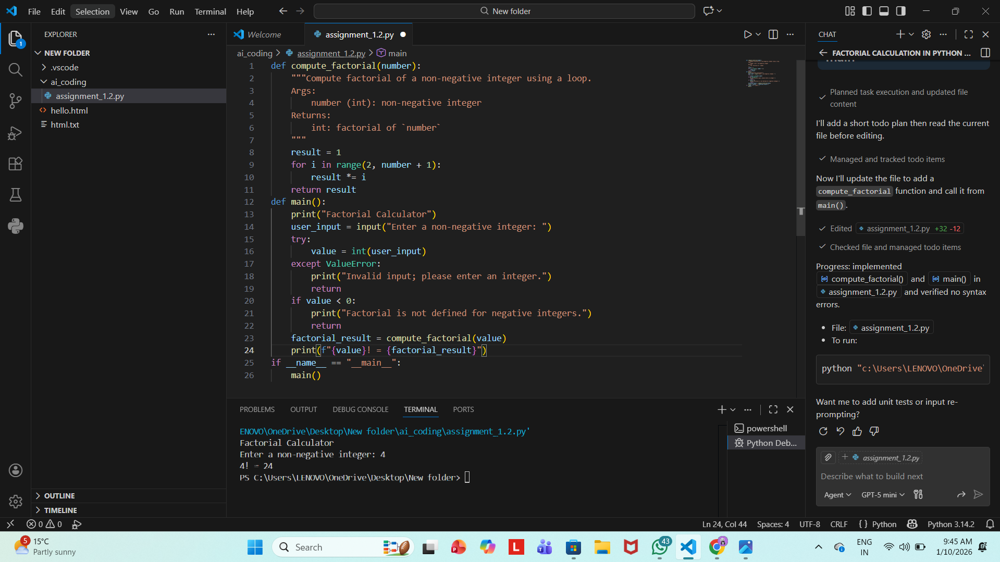 File Edit Selection View Go Run Terminal Help
New folder
EXPLORER
1
NEW FOLDER
.vscode
ai_coding
assignment_1.2.py
hello.html
html.txt
OUTLINE
TIMELINE
Welcome
assignment_1.2.py
ai_coding > assignment_1.2.py > main
1 def compute_factorial(number):
2 """Compute factorial of a non-negative integer using a loop.
3 Args:
4 number (int): non-negative integer
5 Returns:
6 int: factorial of `number`
7 """
8 result = 1
9 for i in range(2, number + 1):
10 result *= i
11 return result
12 def main():
13 print("Factorial Calculator")
14 user_input = input("Enter a non-negative integer: ")
15 try:
16 value = int(user_input)
17 except ValueError:
18 print("Invalid input; please enter an integer.")
19 return
20 if value < 0:
21 print("Factorial is not defined for negative integers.")
22 return
23 factorial_result = compute_factorial(value)
24 print(f"{value}! = {factorial_result}")
25 if __name__ == "__main__":
26 main()
PROBLEMS OUTPUT DEBUG CONSOLE TERMINAL PORTS
ENOVO\OneDrive\Desktop\New folder\ai_coding\assignment_1.2.py'
Factorial Calculator
Enter a non-negative integer: 4
4! = 24
PS C:\Users\LENOVO\OneDrive\Desktop\New folder>
powershell
Python Deb...
CHAT
FACTORIAL CALCULATION IN PYTHON ...
main
Planned task execution and updated file
content
I'll add a short todo plan then read the current
file before editing.
Managed and tracked todo items
Now I'll update the file to add a
compute_factorial function and call it from
main().
Edited assignment_1.2.py +32 -12
Checked file and managed todo items
Progress: implemented
compute_factorial() and main() in
assignment_1.2.py and verified no syntax
errors.
• File: assignment_1.2.py
• To run:
python "c:\Users\LENOVO\OneDrive\
Want me to add unit tests or input re-
prompting?
assignment_1.2.py
Describe what to build next
Agent GPT-5 mini
0 0
Ln 24, Col 44 Spaces: 4 UTF-8 CRLF { } Python Python 3.14.2
5
15°C
Partly sunny
Search
P
L
T
43
ENG
IN
9:45 AM
1/10/2026